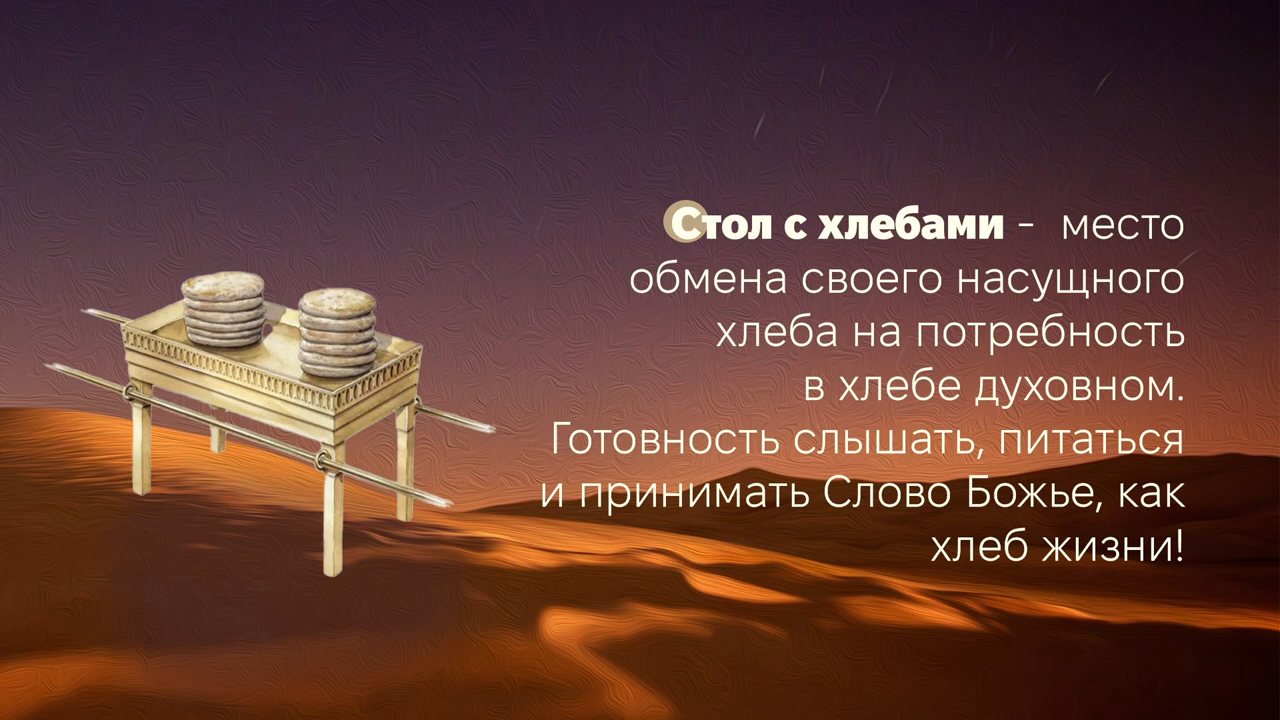 Стол с хлебами - место
обмена своего насущного
хлеба на потребность
в хлебе духовном.
Готовность слышать, питаться
и принимать Слово Божье, как
хлеб жизни!